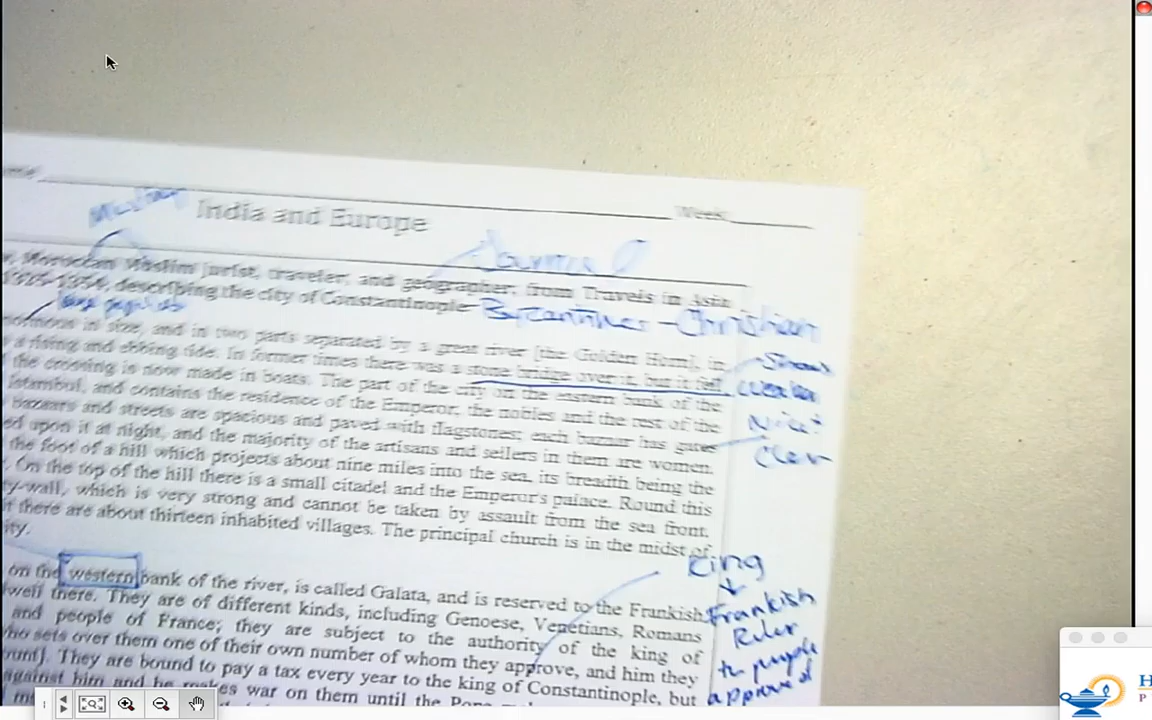 Week:
India and Europe
Journal
Moroccan Muslim jurist, traveler, and geographer, from Travels in Asia
describing the city of Constantinople Byzantines - Christian
in size, and in two parts separated by a great river [the Golden Horn], in
a rising and ebbing tide. In former times there was a stone bridge over it, but it fell
the crossing is now made in boats. The part of the city on the eastern bank of the
Istambul, and contains the residence of the Emperor, the nobles and the rest of the
bazaars and streets are spacious and paved with flagstones; each bazaar has gates
upon it at night, and the majority of the artisans and sellers in them are women.
the foot of a hill which projects about nine miles into the sea, its breadth being the
On the top of the hill there is a small citadel and the Emperor's palace. Round this
ty-wall, which is very strong and cannot be taken by assault from the sea front.
there are about thirteen inhabited villages. The principal church is in the midst of
ity.
on the western bank of the river, is called Galata, and is reserved to the Frankish
dwell there. They are of different kinds, including Genoese, Venetians, Romans
and people of France; they are subject to the authority of the king of
who sets over them one of their own number of whom they approve, and him they
They are bound to pay a tax every year to the king of Constantinople, but
against him and he makes war on them until the Pope
Nice
Clean
King
Frankish
Ruler
the people
approve of
H
P